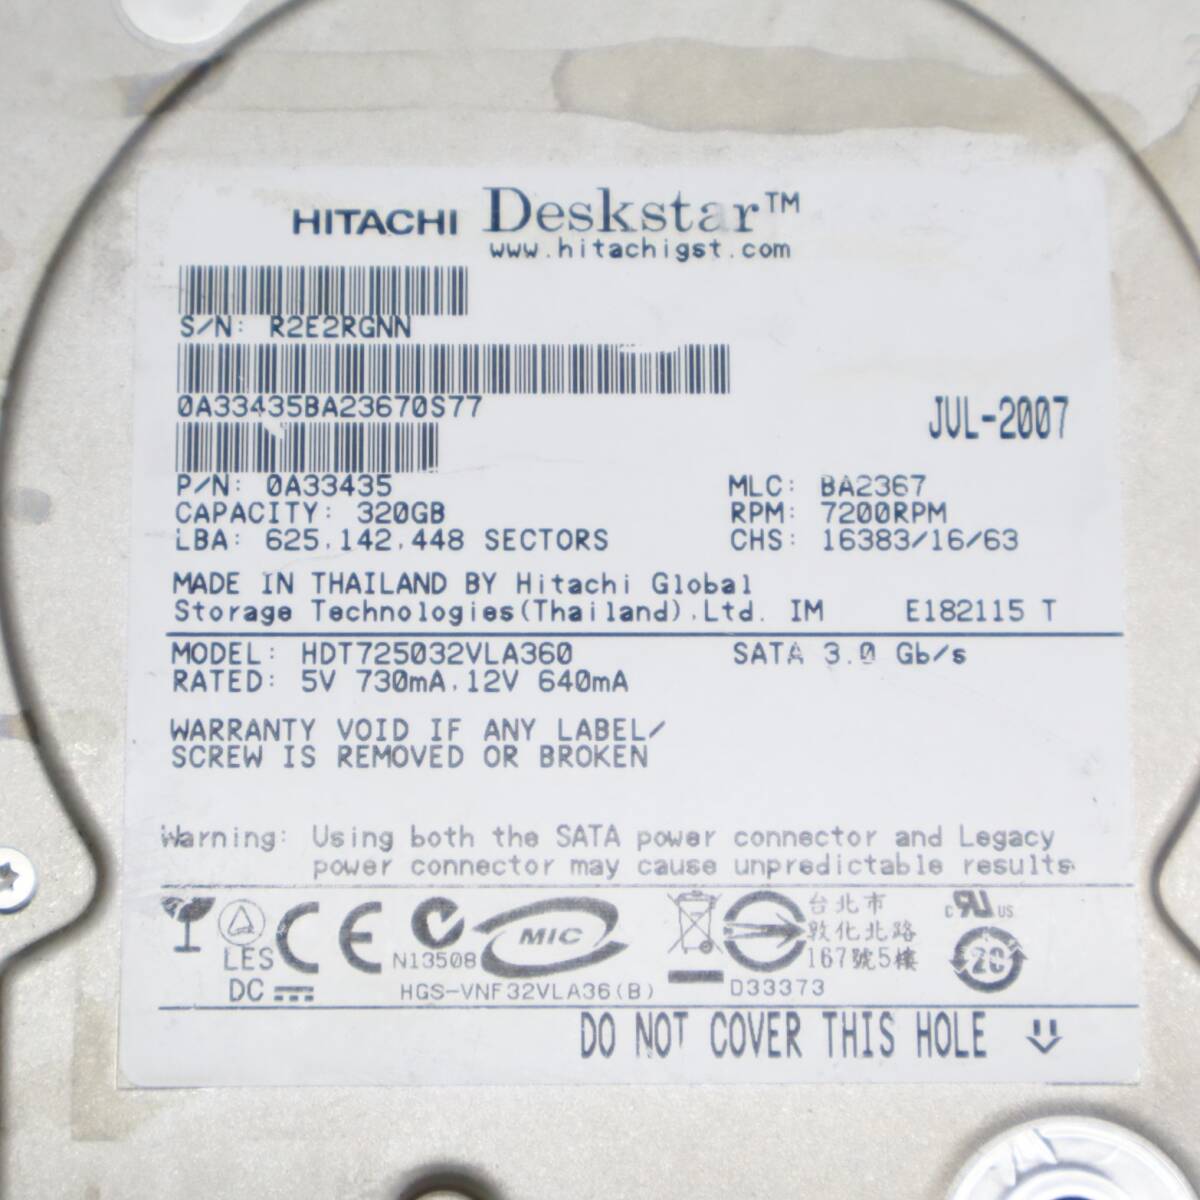 HITACHI Deskstar™
www.hitachigst.com
S/N: R2E2RGNN
0A33435BA23670S77
JUL-2007
P/N: 0A33435 MLC: BA2367
CAPACITY: 320GB RPM: 7200RPM
LBA: 625,142,448 SECTORS CHS: 16383/16/63
MADE IN THAILAND BY Hitachi Global
Storage Technologies(Thailand),Ltd. IM E182115 T
MODEL: HDT725032VLA360 SATA 3.0 Gb/s
RATED: 5V 730mA,12V 640mA
WARRANTY VOID IF ANY LABEL/
SCREW IS REMOVED OR BROKEN
Warning: Using both the SATA power connector and Legacy
power connector may cause unpredictable results.
LES
CE
N13508
MIC
台北市
敦化北路
167號5樓
c UL US
20
DC HGS-VNF32VLA36(B) D33373
DO NOT COVER THIS HOLE